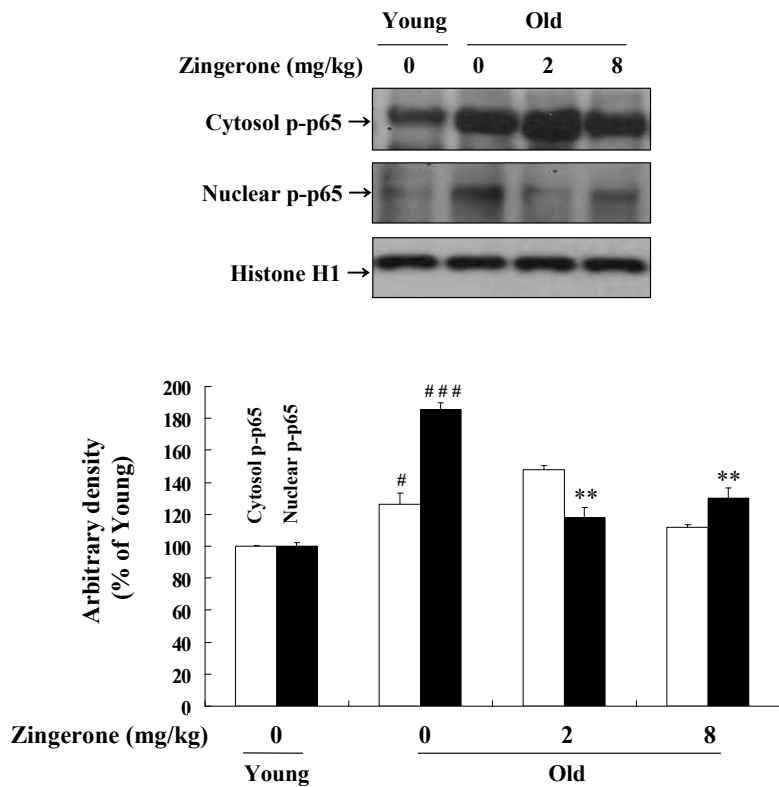 Young Old
Zingerone (mg/kg) 0 0 2 8
Cytosol p-p65 →
Nuclear p-p65 →
Histone H1 →
200
180
160
140
120
100
80
60
40
20
0
Arbitrary density
(% of Young)
Cytosol p-p65
Nuclear p-p65
#
###
**
**
Zingerone (mg/kg) 0 0 2 8
Young Old